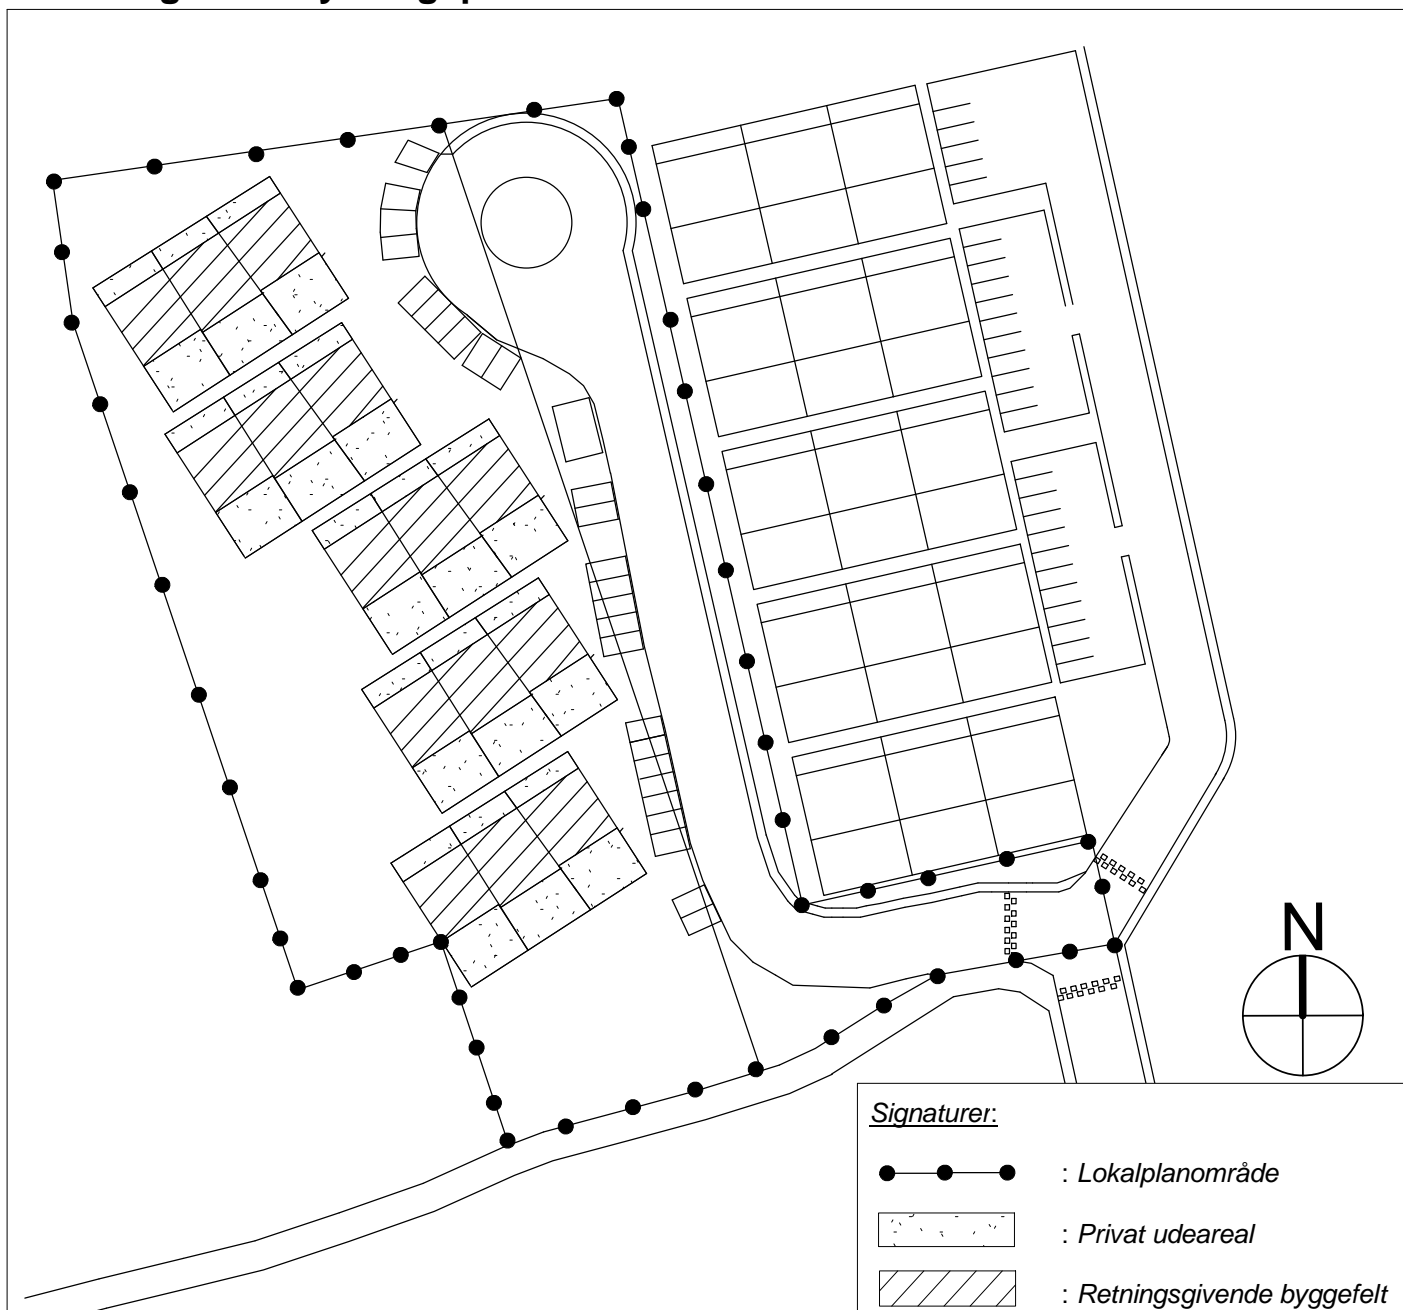 N
Signaturer:
: Lokalplanområde
: Privat udeareal
: Retningsgivende byggefelt